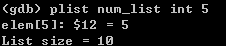 (gdb) plist num_list int 5
elem[5]: $12 = 5
List size = 10